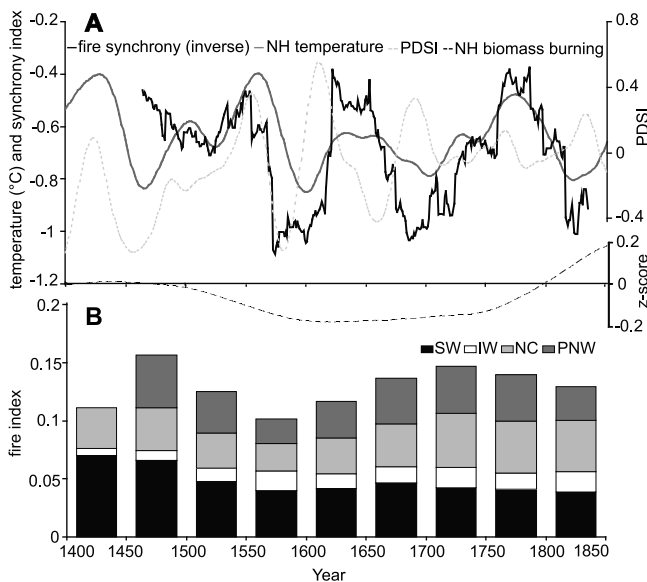 A
fire synchrony (inverse) NH temperature PDSI NH biomass burning
temperature (°C) and synchrony index
-0.2
-0.4
-0.6
-0.8
-1
-1.2
PDSI
0.8
0.4
0
-0.4
z-score
0.2
0
-0.2
B
SW IW NC PNW
fire index
0.2
0.15
0.1
0.05
0
1400 1450 1500 1550 1600 1650 1700 1750 1800 1850
Year